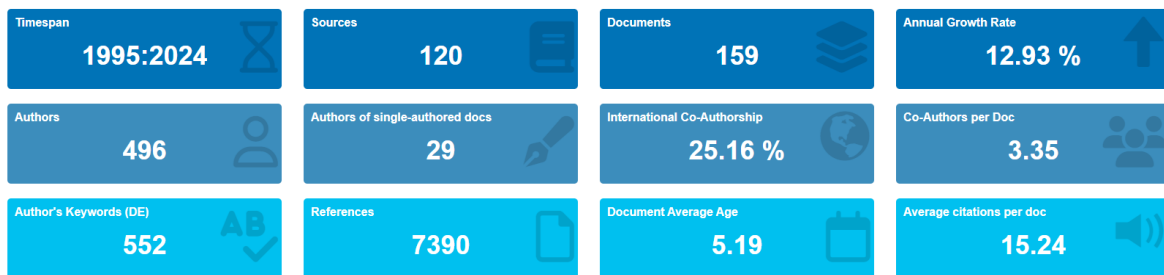 Timespan
1995:2024
Sources
120
Documents
159
Annual Growth Rate
12.93 %
Authors
496
Authors of single-authored docs
29
International Co-Authorship
25.16 %
Co-Authors per Doc
3.35
Author's Keywords (DE)
552
AB
References
7390
Document Average Age
5.19
Average citations per doc
15.24